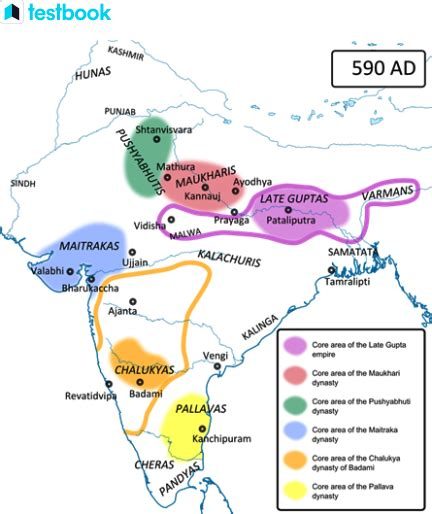 testbook
590 AD
KASHMIR
HUNAS
PUNJAB
Shtanvisvara
PUSHYABHUTIS
Mathura
MAUKHARIS
Ayodhya
Kannauj
SINDH
VARMANS
LATE GUPTAS
Prayaga
Pataliputra
Vidisha
MALWA
MAITRAKAS
Ujjain
KALACHURIS
SAMATATA
Valabhi
Bharukaccha
Tamralipti
Ajanta
KALINGA
Vengi
CHALUKYAS
Revatidvipa
Badami
PALLAVAS
Kanchipuram
CHERAS
PANDYAS
Core area of the Late Gupta
empire
Core area of the Maukhari
dynasty
Core area of the Pushyabhuti
dynasty
Core area of the Maitraka
dynasty
Core area of the Chalukya
dynasty of Badami
Core area of the Pallava
dynasty